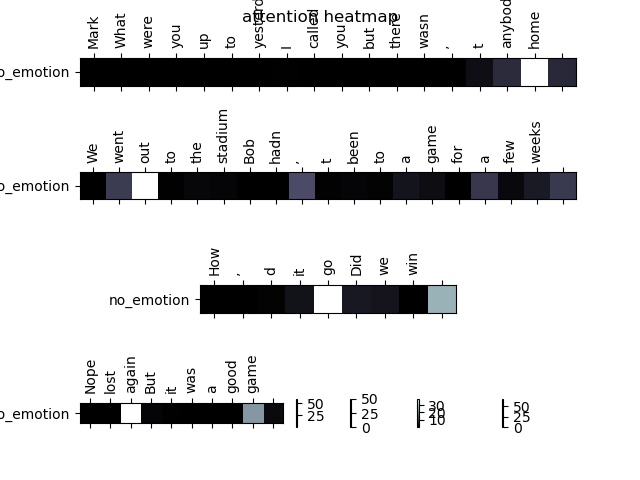 attention heatmap
Mark What were you up to I called you but there wasn ' t home
no_emotion
We went out to the stadium Bob hadn ' t been to a game for a few weeks
no_emotion
How ' d it go Did we win
no_emotion
Nope lost again But it was a good game
no_emotion
50
25
50
25
0
30
20
10
50
25
0